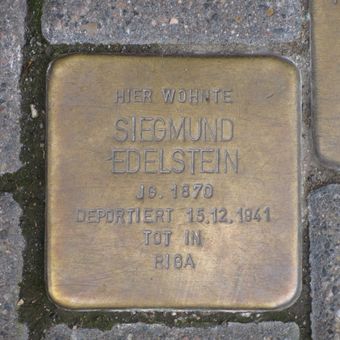 HIER WOHNTE
SIEGMUND
EDELSTEIN
JG. 1870
DEPORTIERT 15.12.1941
TOT IN
RIGA